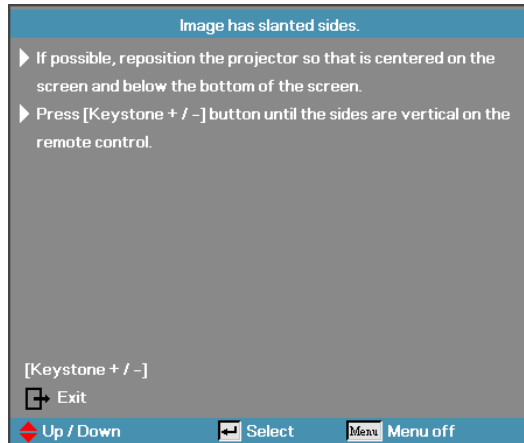 Image has slanted sides.
If possible, reposition the projector so that is centered on the
screen and below the bottom of the screen.
Press [Keystone + / -] button until the sides are vertical on the
remote control.
[Keystone + / -]
Exit
Up / Down Select Menu Menu off